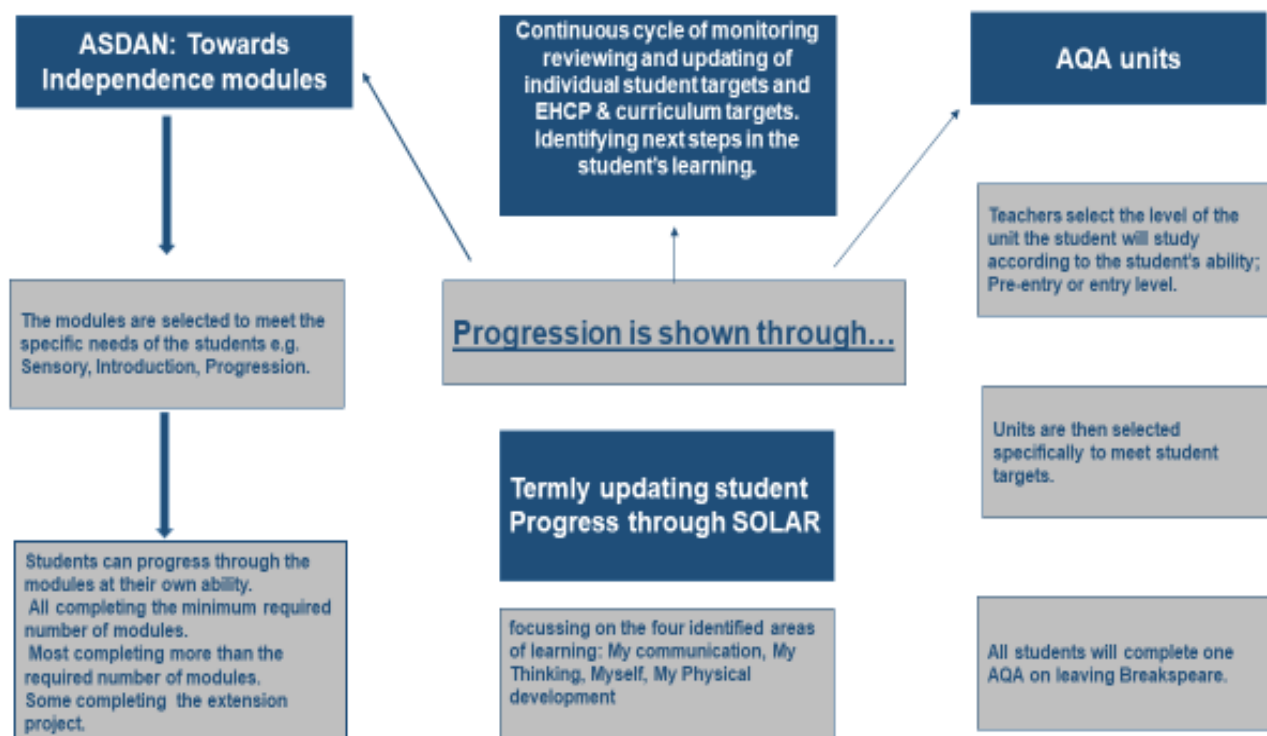 ASDAN: Towards
Independence modules
The modules are selected to meet the
specific needs of the students e.g.
Sensory, Introduction, Progression.
Students can progress through the
modules at their own ability.
All completing the minimum required
number of modules.
Most completing more than the
required number of modules.
Some completing the extension
project.
Continuous cycle of monitoring
reviewing and updating of
individual student targets and
EHCP & curriculum targets.
Identifying next steps in the
student's learning.
Progression is shown through...
Termly updating student
Progress through SOLAR
focussing on the four identified areas
of learning: My communication, My
Thinking, Myself, My Physical
development
AQA units
Teachers select the level of the
unit the student will study
according to the student's ability;
Pre-entry or entry level.
Units are then selected
specifically to meet student
targets.
All students will complete one
AQA on leaving Breakspeare.